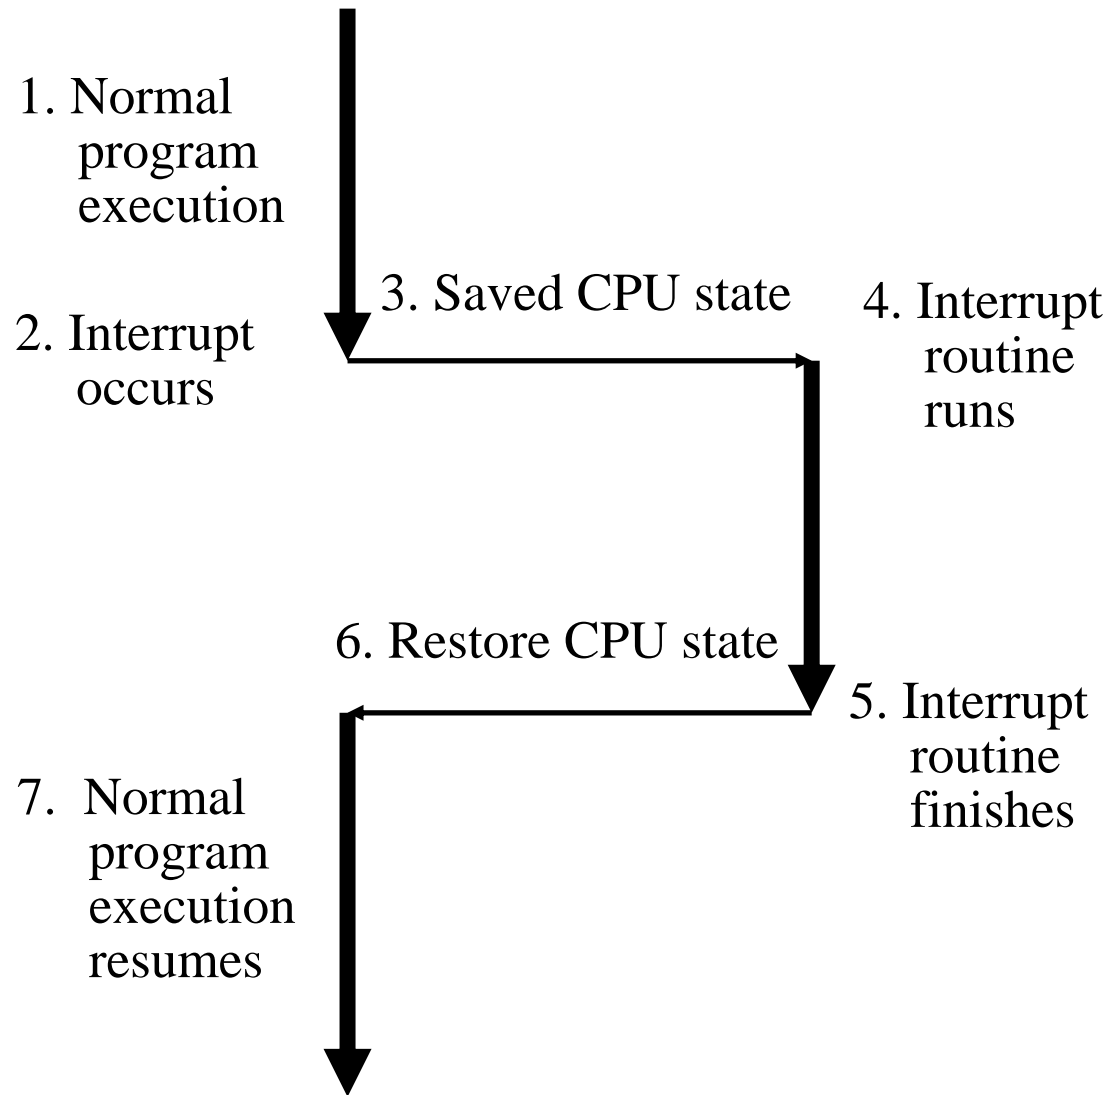 1. Normal
program
execution
2. Interrupt
occurs
3. Saved CPU state
4. Interrupt
routine
runs
5. Interrupt
routine
finishes
6. Restore CPU state
7. Normal
program
execution
resumes